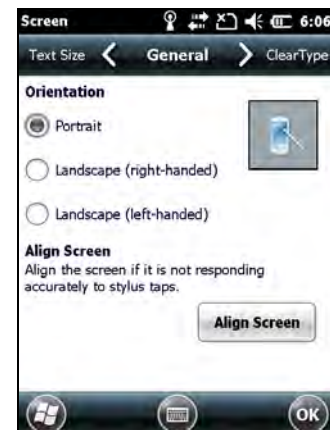 Screen 6:06
Text Size General ClearType
Orientation
Portrait
Landscape (right-handed)
Landscape (left-handed)
Align Screen
Align the screen if it is not responding
accurately to stylus taps.
Align Screen
OK